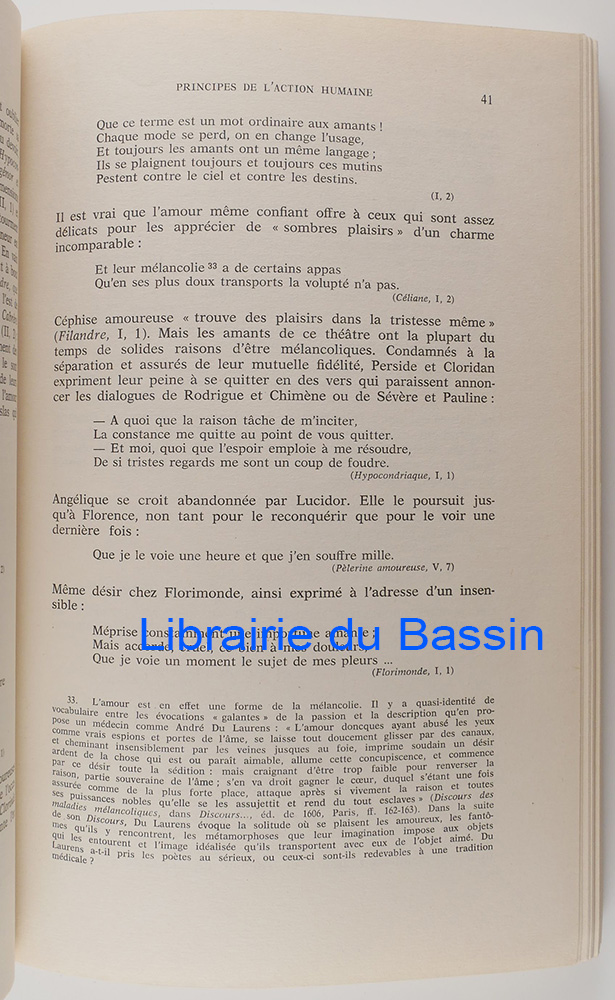 PRINCIPES DE L'ACTION HUMAINE
41
Que ce terme est un mot ordinaire aux amants !
Chaque mode se perd, on en change l'usage,
Et toujours les amants ont un même langage ;
Ils se plaignent toujours et toujours ces mutins
Pestent contre le ciel et contre les destins.
(I, 2)
Il est vrai que l'amour même confiant offre à ceux qui sont assez
délicats pour les apprécier de « sombres plaisirs » d'un charme
incomparable :
Et leur mélancolie 33 a de certains appas
Qu'en ses plus doux transports la volupté n'a pas.
(Céliane, I, 2)
Céphise amoureuse « trouve des plaisirs dans la tristesse même »
(Filandre, I, 1). Mais les amants de ce théâtre ont la plupart du
temps de solides raisons d'être mélancoliques. Condamnés à la
séparation et assurés de leur mutuelle fidélité, Perside et Cloridan
expriment leur peine à se quitter en des vers qui paraissent annon-
cer les dialogues de Rodrigue et Chimène ou de Sévère et Pauline :
— A quoi que la raison tâche de m'inciter,
La constance me quitte au point de vous quitter.
— Et moi, quoi que l'espoir emploie à me résoudre,
De si tristes regards me sont un coup de foudre.
(Hypocondriaque, I, 1)
Angélique se croit abandonnée par Lucidor. Elle le poursuit jus-
qu'à Florence, non tant pour le reconquérir que pour le voir une
dernière fois :
Que je le voie une heure et que j'en souffre mille.
(Pèlerine amoureuse, V, 7)
Même désir chez Florimonde, ainsi exprimé à l'adresse d'un insen-
sible :
Méprise constamment une importune amante ;
Mais accorde, cruel, ce bien à mes douleurs,
Que je voie un moment le sujet de mes pleurs ...
(Florimonde, I, 1)
Librairie du Bassin
33. L'amour est en effet une forme de la mélancolie. Il y a quasi-identité de
vocabulaire entre les évocations « galantes » de la passion et la description qu'en pro-
pose un médecin comme André Du Laurens : « L'amour doncques ayant abusé les yeux
comme vrais espions et portes de l'âme, se laisse tout doucement glisser par des canaux,
et cheminant insensiblement par les veines jusques au foie, imprime soudain un désir
ardent de la chose qui est ou paraît aimable, allume cette concupiscence, et commence
par ce désir toute la sédition : mais craignant d'être trop faible pour renverser la
raison, partie souveraine de l'âme ; s'en va droit gagner le cœur, duquel s'étant une fois
assurée comme de la plus forte place, attaque après si vivement la raison et toutes
ses puissances nobles qu'elle se les assujettit et rend du tout esclaves » (Discours des
maladies mélancoliques, dans Discours..., éd. de 1606, Paris, ff. 162-163). Dans la suite
de son Discours, Du Laurens évoque la solitude où se plaisent les amoureux, les fantô-
mes qu'ils y rencontrent, les métamorphoses que leur imagination impose aux objets
qui les entourent et l'image idéalisée qu'ils transportent avec eux de l'objet aimé. Du
Laurens a-t-il pris les poètes au sérieux, ou ceux-ci sont-ils redevables à une tradition
médicale ?